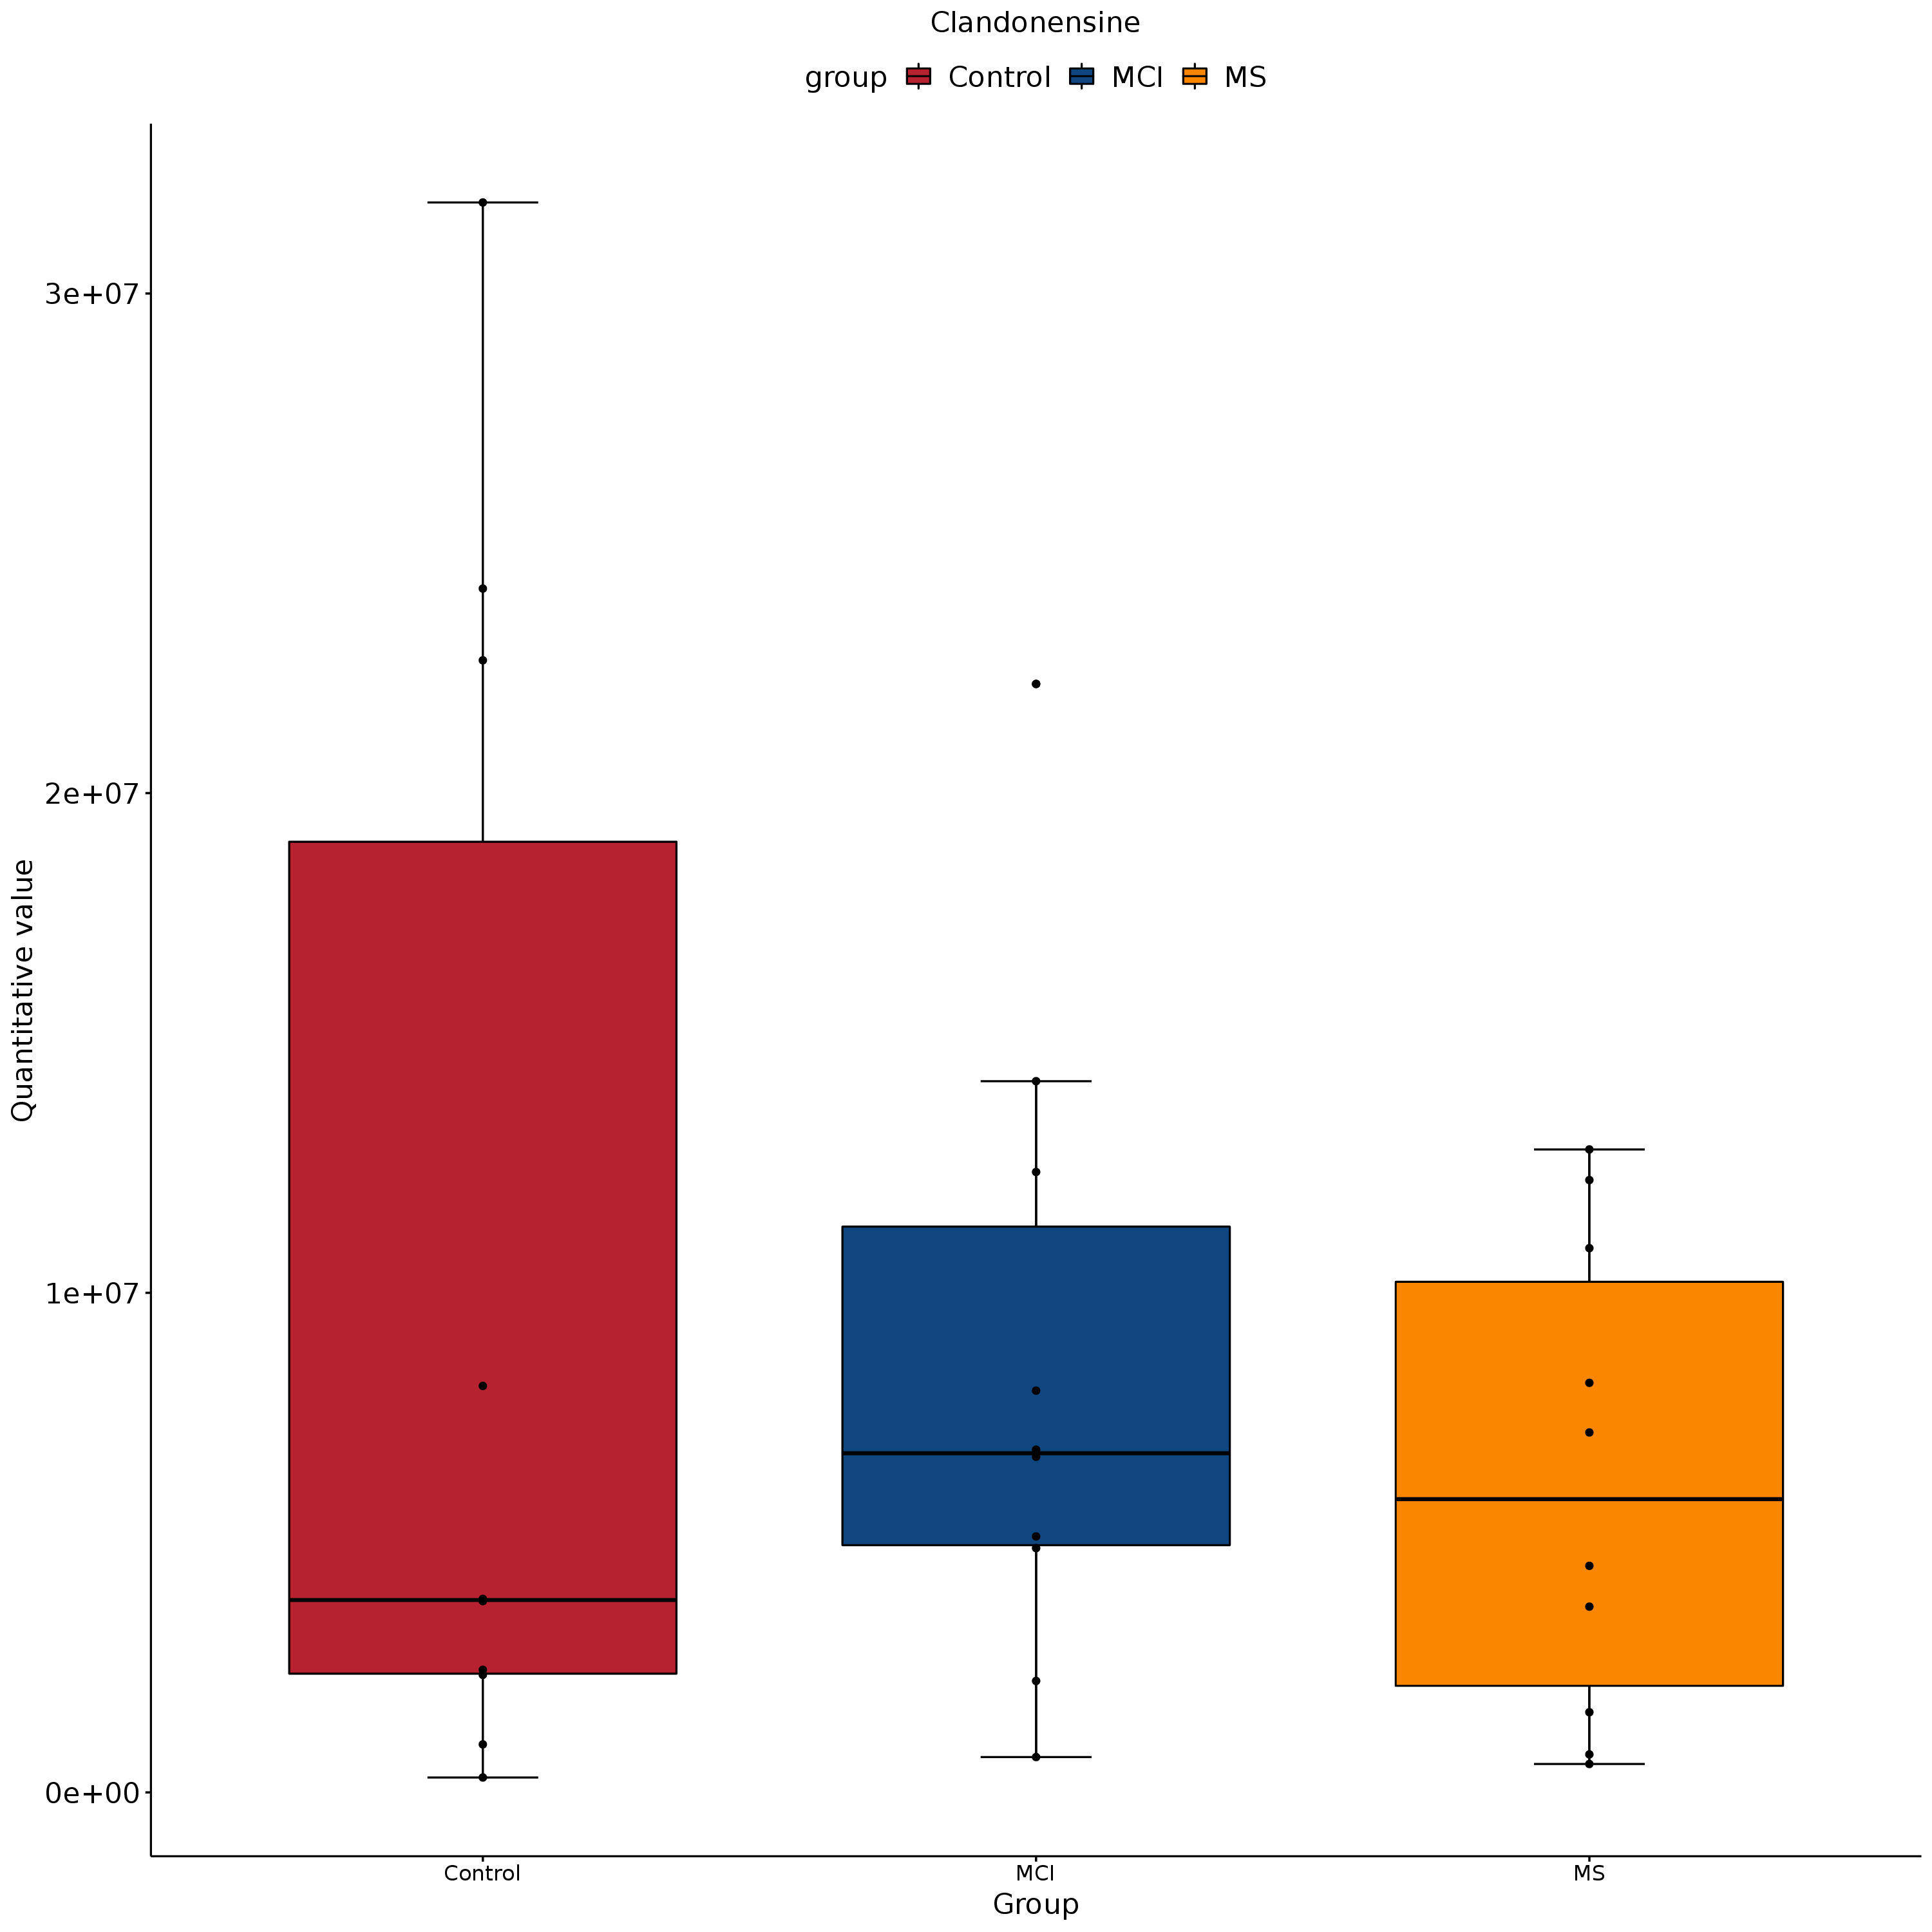 Clandonensine
group Control MCI MS
3e+07
2e+07
1e+07
0e+00
Quantitative value
Control MCI MS
Group